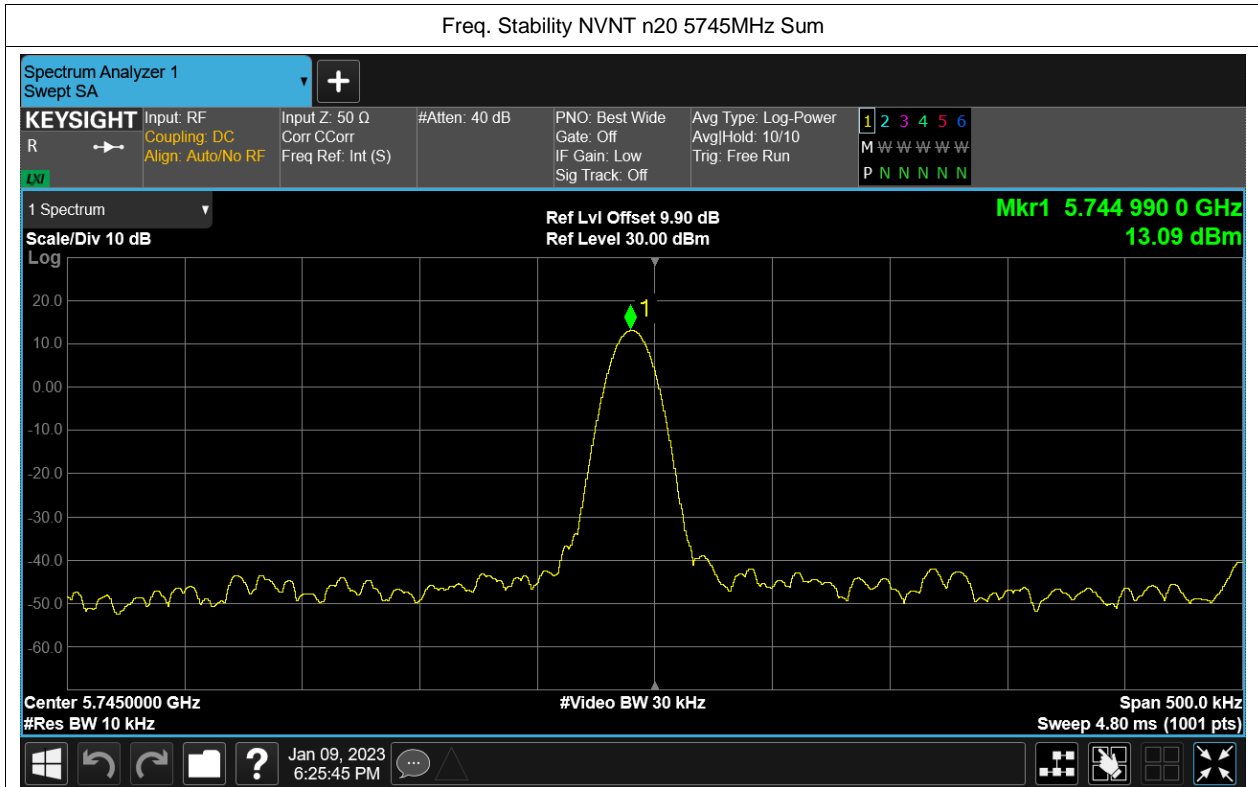 Freq. Stability NVNT n20 5745MHz Sum
Spectrum Analyzer 1
Swept SA
KEYSIGHT
R
LXI
Input: RF
Coupling: DC
Align: Auto/No RF
Input Z: 50 Ω
Corr CCorr
Freq Ref: Int (S)
#Atten: 40 dB
PNO: Best Wide
Gate: Off
IF Gain: Low
Sig Track: Off
Avg Type: Log-Power
Avg|Hold: 10/10
Trig: Free Run
1 2 3 4 5 6
M W W W W W
P N N N N N
1 Spectrum
Scale/Div 10 dB
Log
Ref Lvl Offset 9.90 dB
Ref Level 30.00 dBm
Mkr1 5.744 990 0 GHz
13.09 dBm
1
20.0
10.0
0.00
-10.0
-20.0
-30.0
-40.0
-50.0
-60.0
Center 5.7450000 GHz
#Res BW 10 kHz
#Video BW 30 kHz
Span 500.0 kHz
Sweep 4.80 ms (1001 pts)
?
Jan 09, 2023
6:25:45 PM